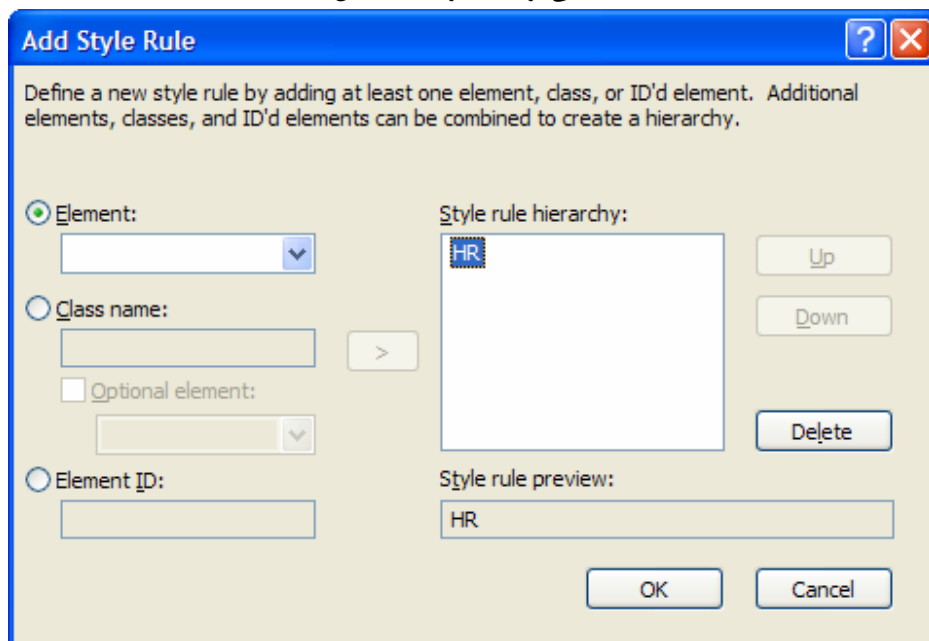 Add Style Rule
Define a new style rule by adding at least one element, class, or ID'd element.  Additional
elements, classes, and ID'd elements can be combined to create a hierarchy.
Element:
Style rule hierarchy:
HR
Up
Class name:
Down
>
Optional element:
Delete
Element ID:
Style rule preview:
HR
OK
Cancel